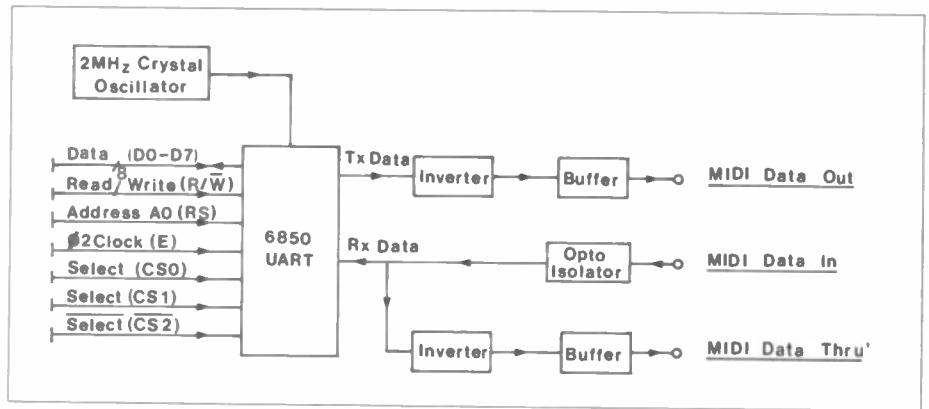 2MHz Crystal
Oscillator
Data (D0-D7)
8
Read/Write (R/W̅)
Address A0 (RS)
Ø2Clock (E)
Select (CS0)
Select (CS1)
S̅e̅l̅e̅c̅t̅ (C̅S̅2̅)
6850
UART
Tx Data
Inverter
Buffer
MIDI Data Out
Rx Data
Opto
Isolator
MIDI Data In
Inverter
Buffer
MIDI Data Thru'